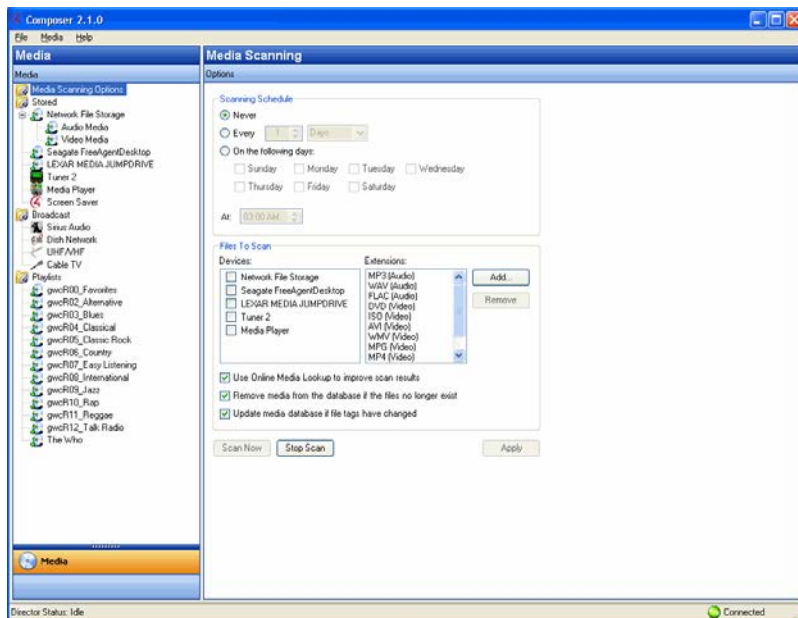 Composer 2.1.0
File Media Help
Media
Media
Media Scanning Options
Stored
Network File Storage
Audio Media
Video Media
Seagate FreeAgentDesktop
LEXAR MEDIA JUMPDRIVE
Tuner 2
Media Player
Screen Saver
Broadcast
Sirius Audio
Dish Network
UHF/VHF
Cable TV
Playlists
gwcR00_Favorites
gwcR02_Alternative
gwcR03_Blues
gwcR04_Classical
gwcR05_Classic Rock
gwcR06_Country
gwcR07_Easy Listening
gwcR08_International
gwcR09_Jazz
gwcR10_Rap
gwcR11_Reggae
gwcR12_Talk Radio
The Who
Media
Media Scanning
Options
Scanning Schedule
Never
Every 1 Days
On the following days:
Sunday Monday Tuesday Wednesday
Thursday Friday Saturday
At: 03:00 AM
Files To Scan
Devices:
Network File Storage
Seagate FreeAgentDesktop
LEXAR MEDIA JUMPDRIVE
Tuner 2
Media Player
Extensions:
MP3 (Audio)
WAV (Audio)
FLAC (Audio)
DVD (Video)
ISO (Video)
AVI (Video)
WMV (Video)
MPG (Video)
MP4 (Video)
Add...
Remove
Use Online Media Lookup to improve scan results
Remove media from the database if the files no longer exist
Update media database if file tags have changed
Scan Now Stop Scan Apply
Director Status: Idle
Connected